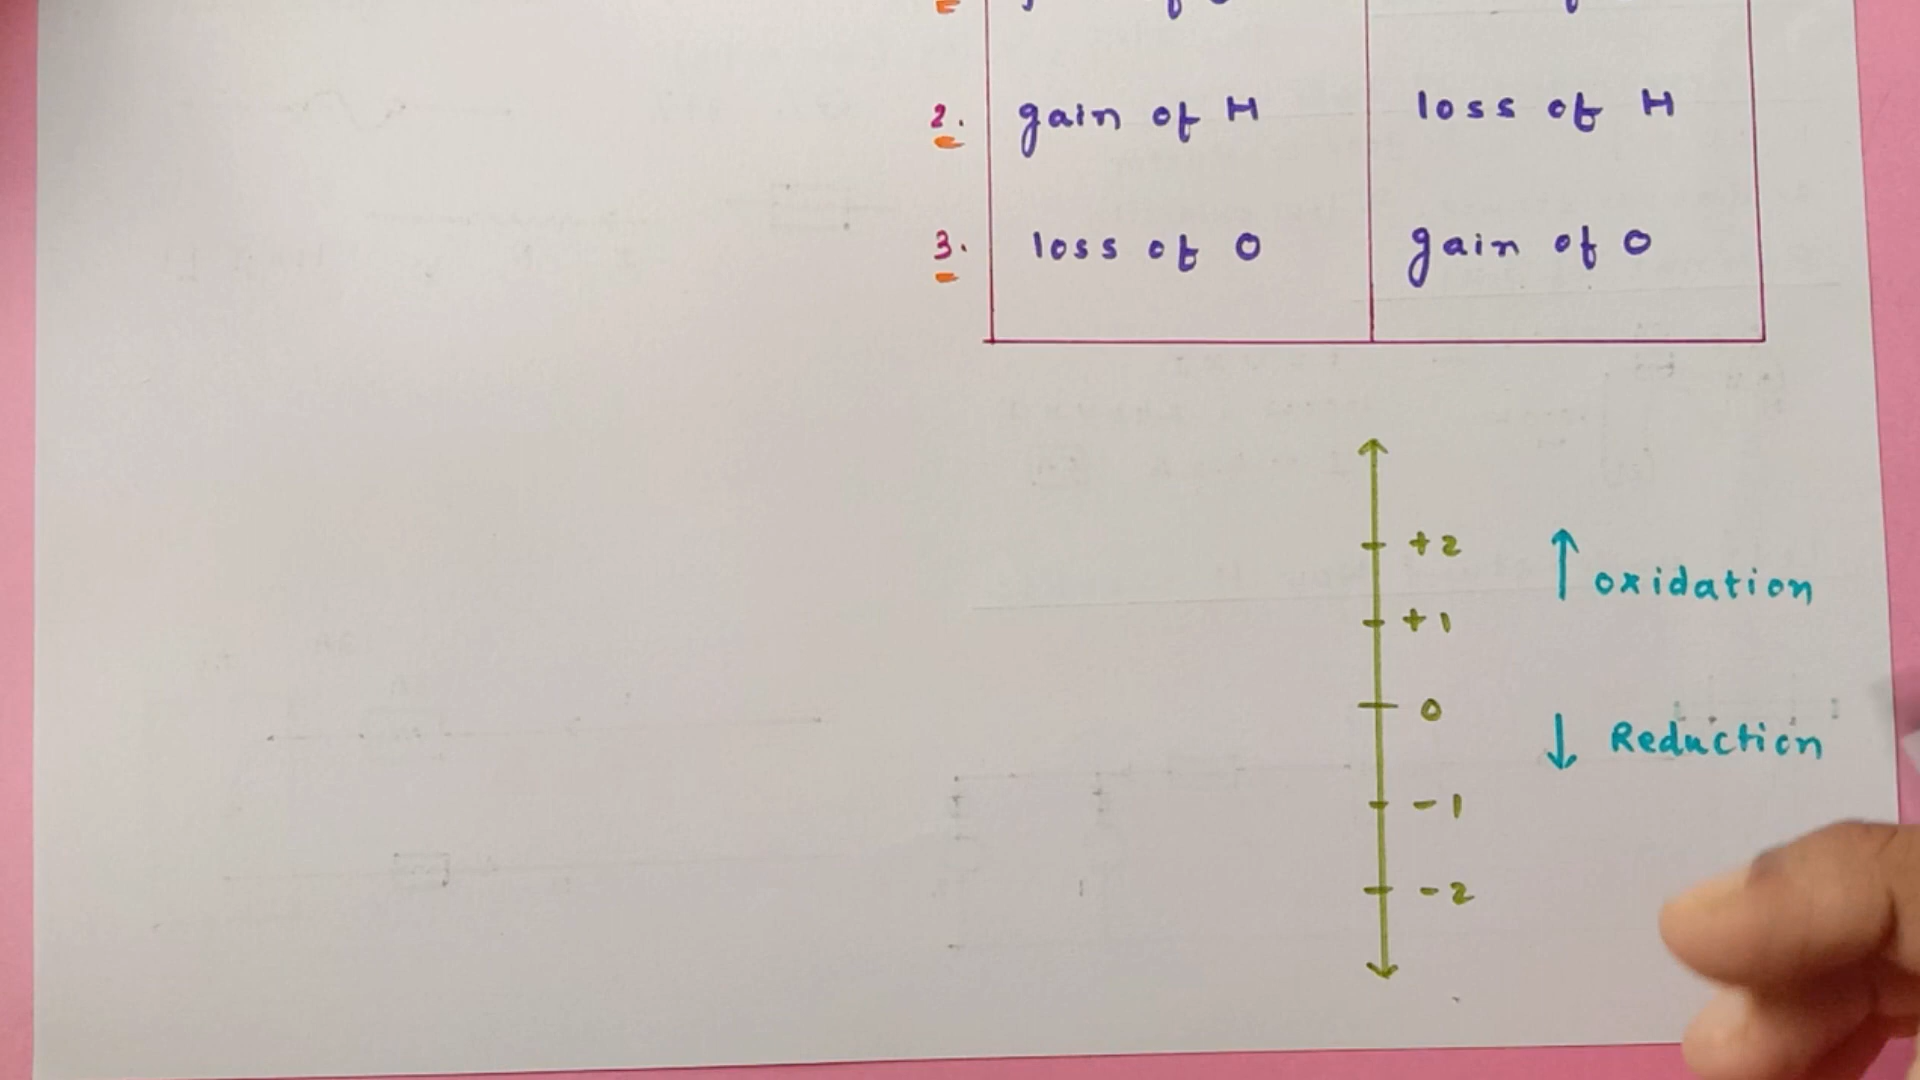 2. gain of H loss of H
3. loss of O gain of O
+2
↑ oxidation
+1
0
↓ Reduction
-1
-2